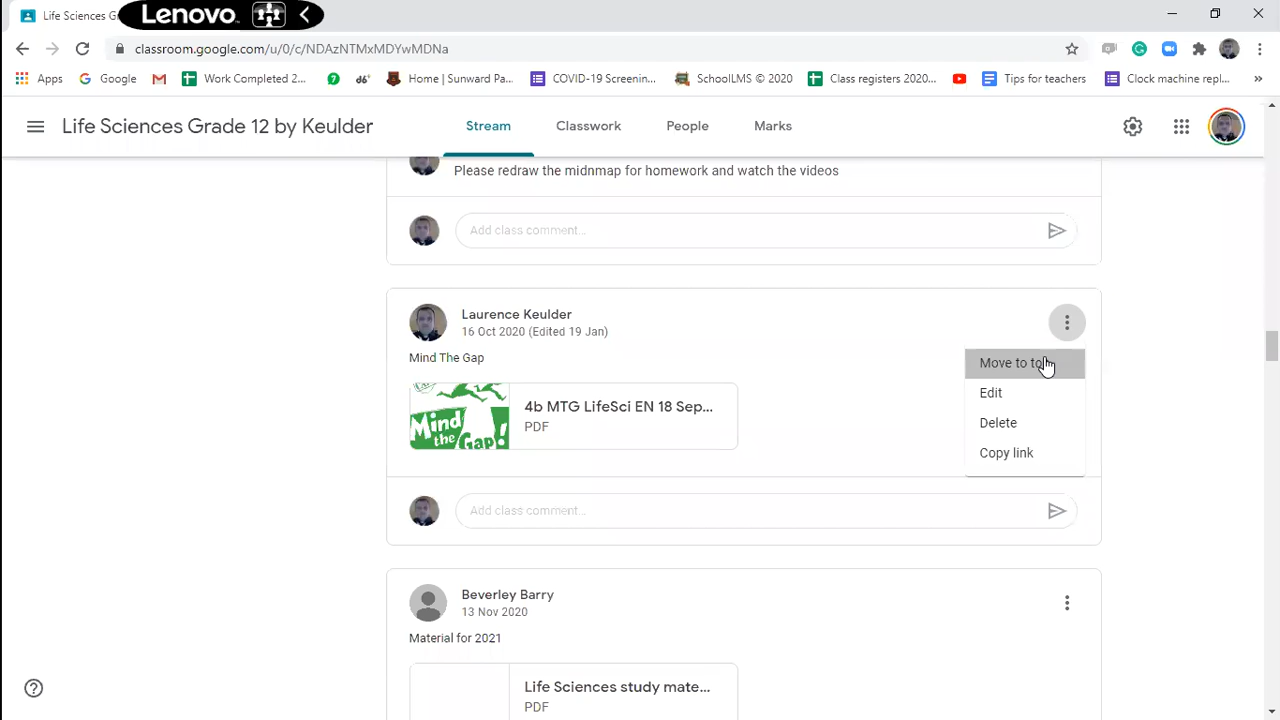 Life Sciences G
Lenovo
classroom.google.com/u/0/c/NDAzNTMxMDYwMDNa
Apps Google Work Completed 2... Home | Sunward Pa... COVID-19 Screenin... SchoolLMS © 2020 Class registers 2020... Tips for teachers Clock machine repl... »
Life Sciences Grade 12 by Keulder Stream Classwork People Marks
Please redraw the midnmap for homework and watch the videos
Add class comment...
Laurence Keulder
16 Oct 2020 (Edited 19 Jan)
Mind The Gap
Move to to
Mind the Gap!
4b MTG LifeSci EN 18 Sep...
PDF
Edit
Delete
Copy link
Add class comment...
Beverley Barry
13 Nov 2020
Material for 2021
Life Sciences study mate...
PDF